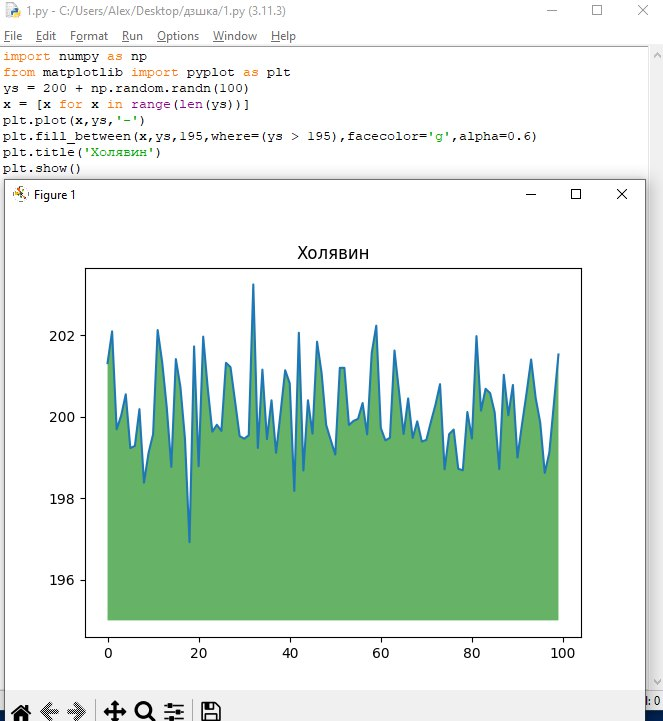 1.py - C:/Users/Alex/Desktop/дзшка/1.py (3.11.3)
File Edit Format Run Options Window Help
import numpy as np
from matplotlib import pyplot as plt
ys = 200 + np.random.randn(100)
x = [x for x in range(len(ys))]
plt.plot(x,ys,'-')
plt.fill_between(x,ys,195,where=(ys > 195),facecolor='g',alpha=0.6)
plt.title('Холявин')
plt.show()
Figure 1
Холявин
202
200
198
196
0 20 40 60 80 100
: 0